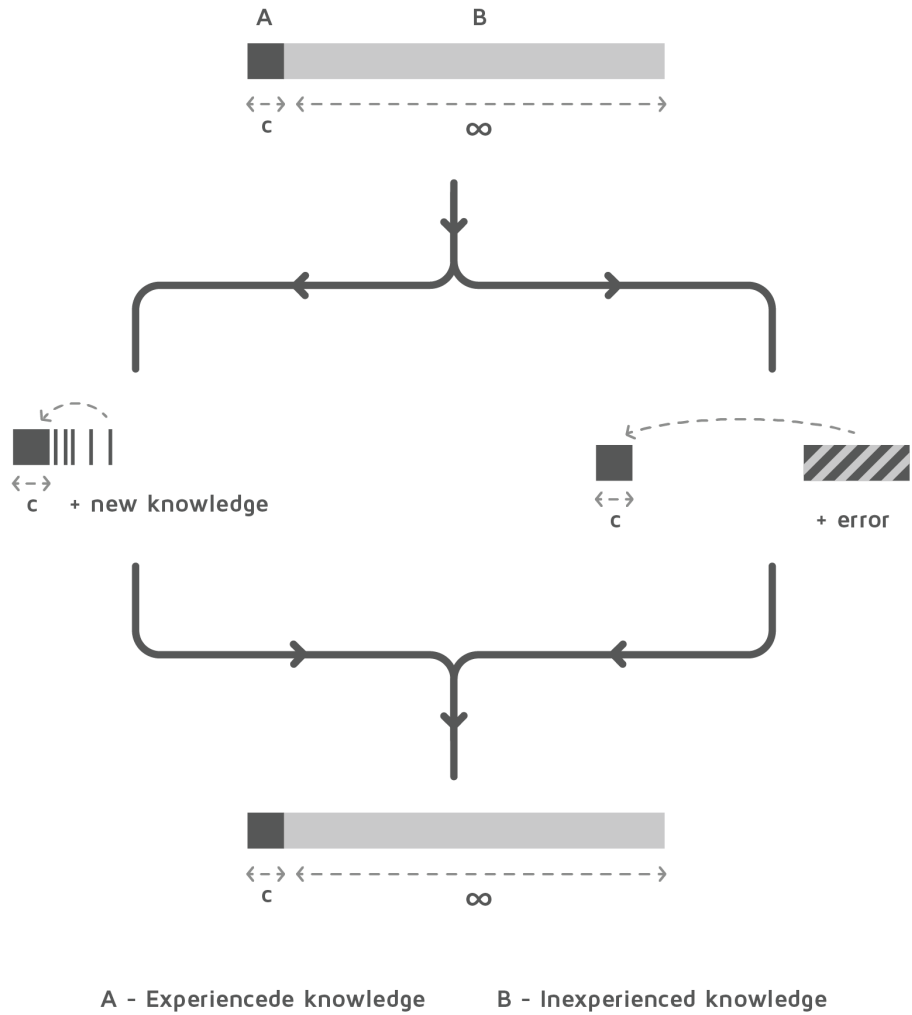 A B
c ∞
c + new knowledge
c
+ error
c ∞
A - Experiencede knowledge B - Inexperienced knowledge